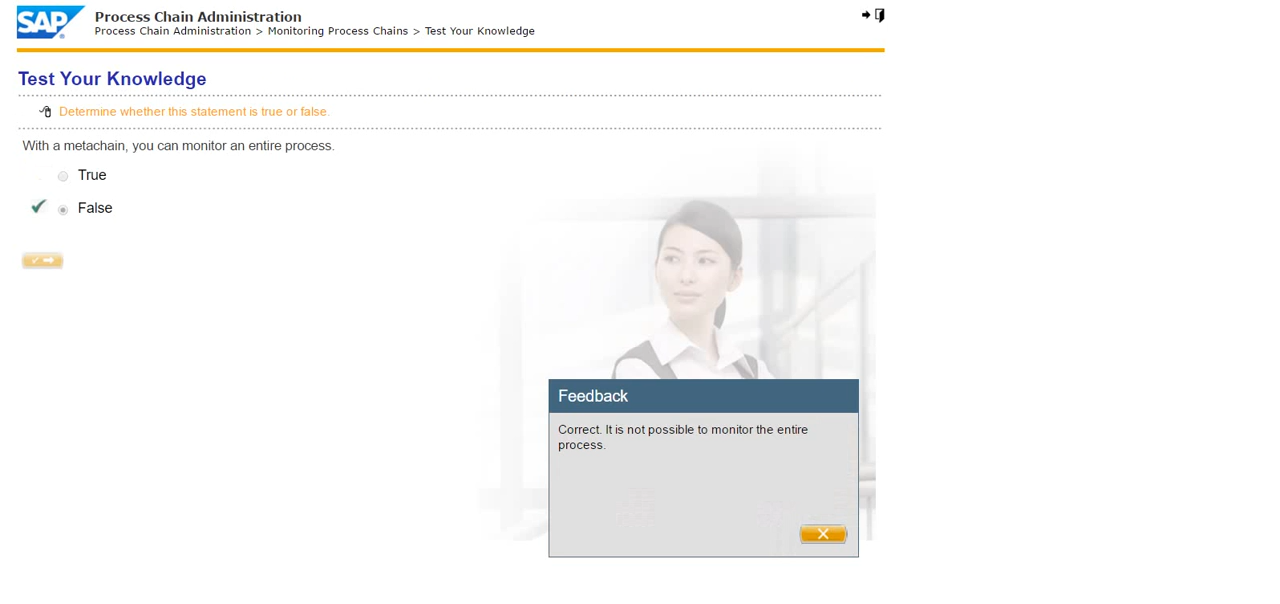 SAP
®
Process Chain Administration
Process Chain Administration > Monitoring Process Chains > Test Your Knowledge
Test Your Knowledge
Determine whether this statement is true or false.
With a metachain, you can monitor an entire process.
True
False
Feedback
Correct. It is not possible to monitor the entire
process.